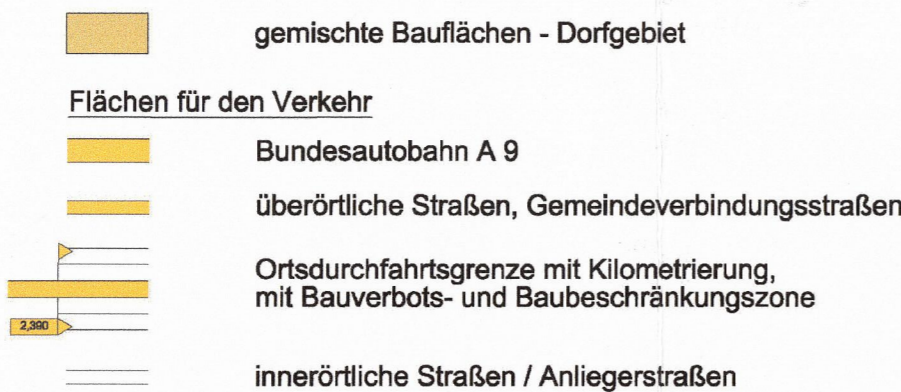 gemischte Bauflächen - Dorfgebiet
Flächen für den Verkehr
Bundesautobahn A 9
überörtliche Straßen, Gemeindeverbindungsstraßen
Ortsdurchfahrtsgrenze mit Kilometrierung,
mit Bauverbots- und Baubeschränkungszone
2,390
innerörtliche Straßen / Anliegerstraßen